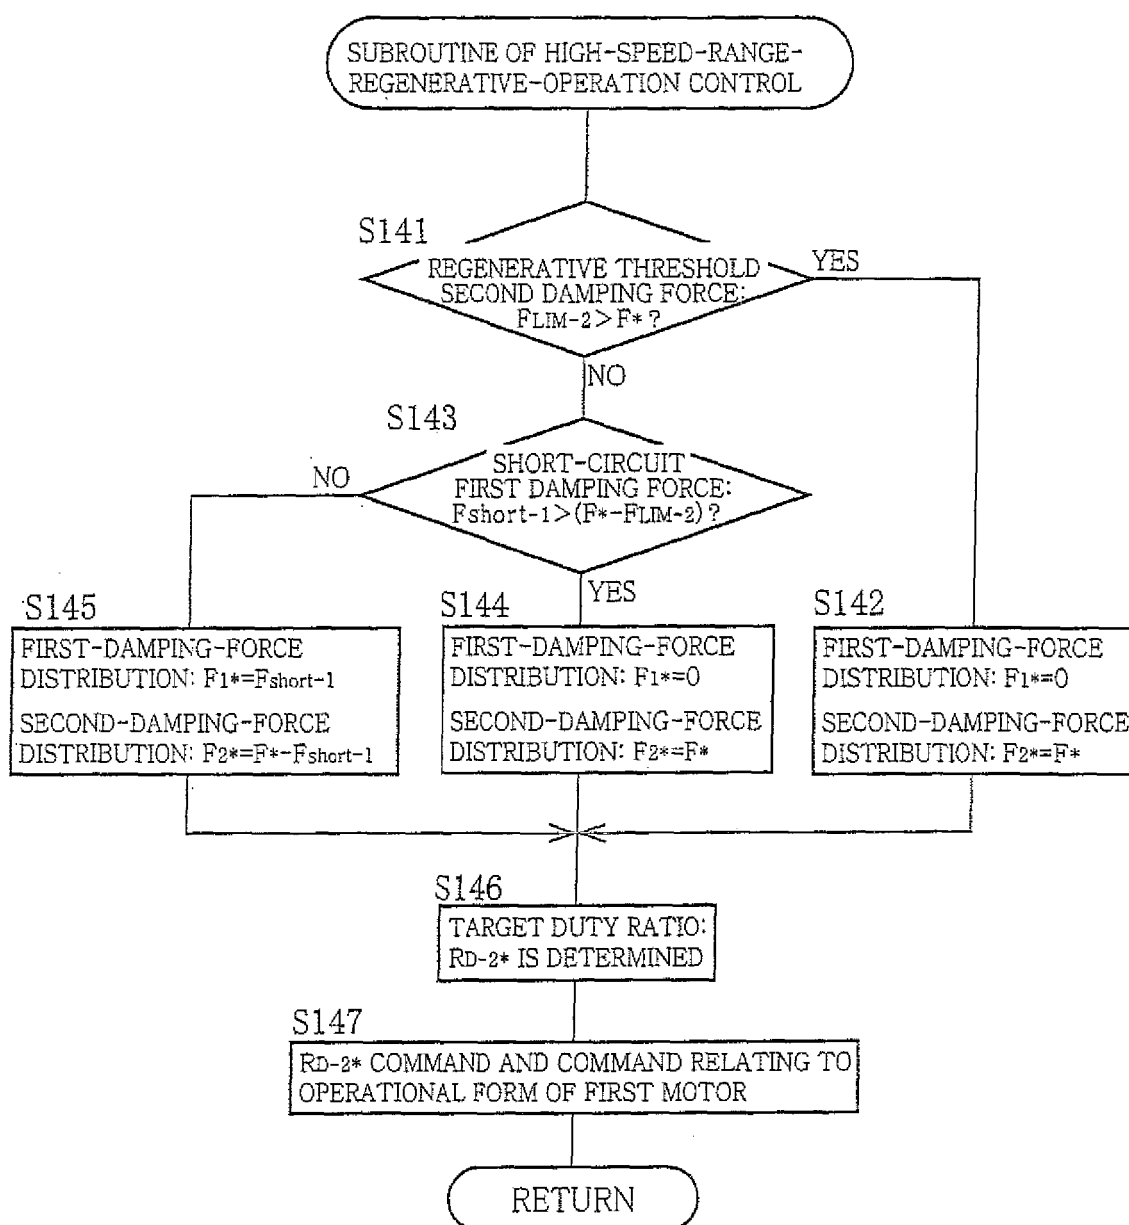 SUBROUTINE OF HIGH-SPEED-RANGE-
REGENERATIVE-OPERATION CONTROL
S141
REGENERATIVE THRESHOLD
SECOND DAMPING FORCE:
FLIM-2>F*?
YES
NO
S143
SHORT-CIRCUIT
FIRST DAMPING FORCE:
Fshort-1>(F*-FLIM-2)?
NO
YES
S145
FIRST-DAMPING-FORCE
DISTRIBUTION: F1*=Fshort-1
SECOND-DAMPING-FORCE
DISTRIBUTION: F2*=F*-Fshort-1
S144
FIRST-DAMPING-FORCE
DISTRIBUTION: F1*=0
SECOND-DAMPING-FORCE
DISTRIBUTION: F2*=F*
S142
FIRST-DAMPING-FORCE
DISTRIBUTION: F1*=0
SECOND-DAMPING-FORCE
DISTRIBUTION: F2*=F*
S146
TARGET DUTY RATIO:
RD-2* IS DETERMINED
S147
RD-2* COMMAND AND COMMAND RELATING TO
OPERATIONAL FORM OF FIRST MOTOR
RETURN